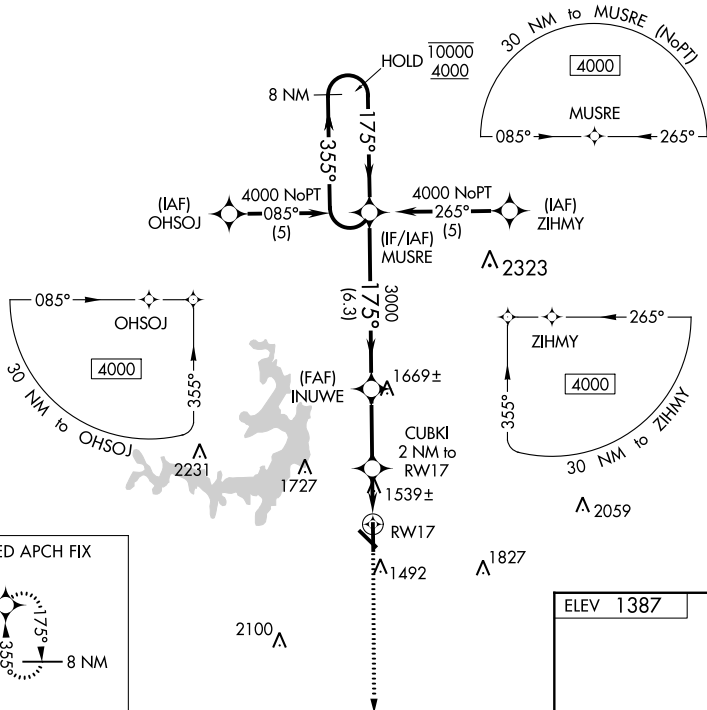 30 NM to MUSRE (NoPT)
4000
MUSRE
085°
265°
HOLD
10000
4000
8 NM
175°
355°
(IAF)
OHSOJ
4000 NoPT
085°
(5)
4000 NoPT
265°
(5)
(IAF)
ZIHMY
(IF/IAF)
MUSRE
2323
3000
175°
(6.3)
085°
OHSOJ
4000
355°
30 NM to OHSOJ
265°
ZIHMY
4000
355°
30 NM to ZIHMY
(FAF)
INUWE
1669±
CUBKI
2 NM to
RW17
2231
1727
1539±
2059
RW17
1492
1827
2100
ED APCH FIX
175°
355°
8 NM
ELEV 1387